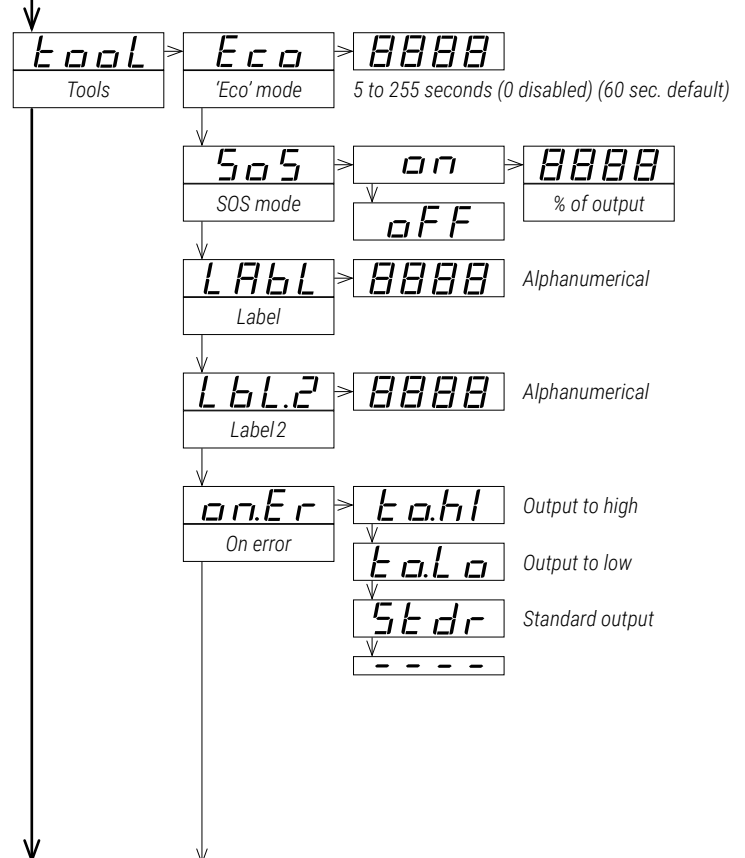 tooL Eco 8888
Tools 'Eco' mode 5 to 255 seconds (0 disabled) (60 sec. default)
SoS on 8888
SOS mode % of output
oFF
LAbL 8888 Alphanumerical
Label
LbL.2 8888 Alphanumerical
Label 2
on.Er to.hI Output to high
On error
to.Lo Output to low
Stdr Standard output
----